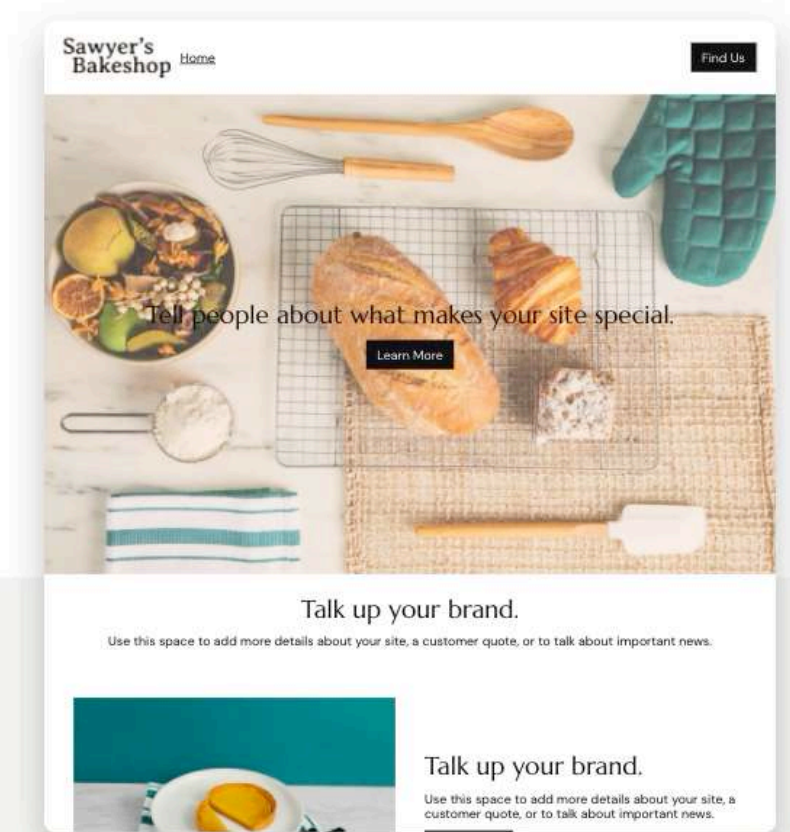 Sawyer's
Bakeshop
Home
Find Us
Tell people about what makes your site special.
Learn More
Talk up your brand.
Use this space to add more details about your site, a customer quote, or to talk about important news.
Talk up your brand.
Use this space to add more details about your site, a
customer quote, or to talk about important news.